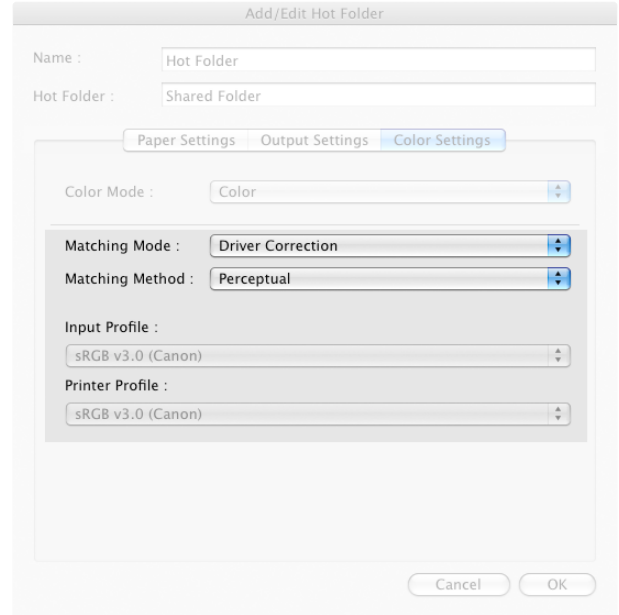 Add/Edit Hot Folder
Name : Hot Folder
Hot Folder : Shared Folder
Paper Settings Output Settings Color Settings
Color Mode : Color
Matching Mode : Driver Correction
Matching Method : Perceptual
Input Profile :
sRGB v3.0 (Canon)
Printer Profile :
sRGB v3.0 (Canon)
Cancel OK